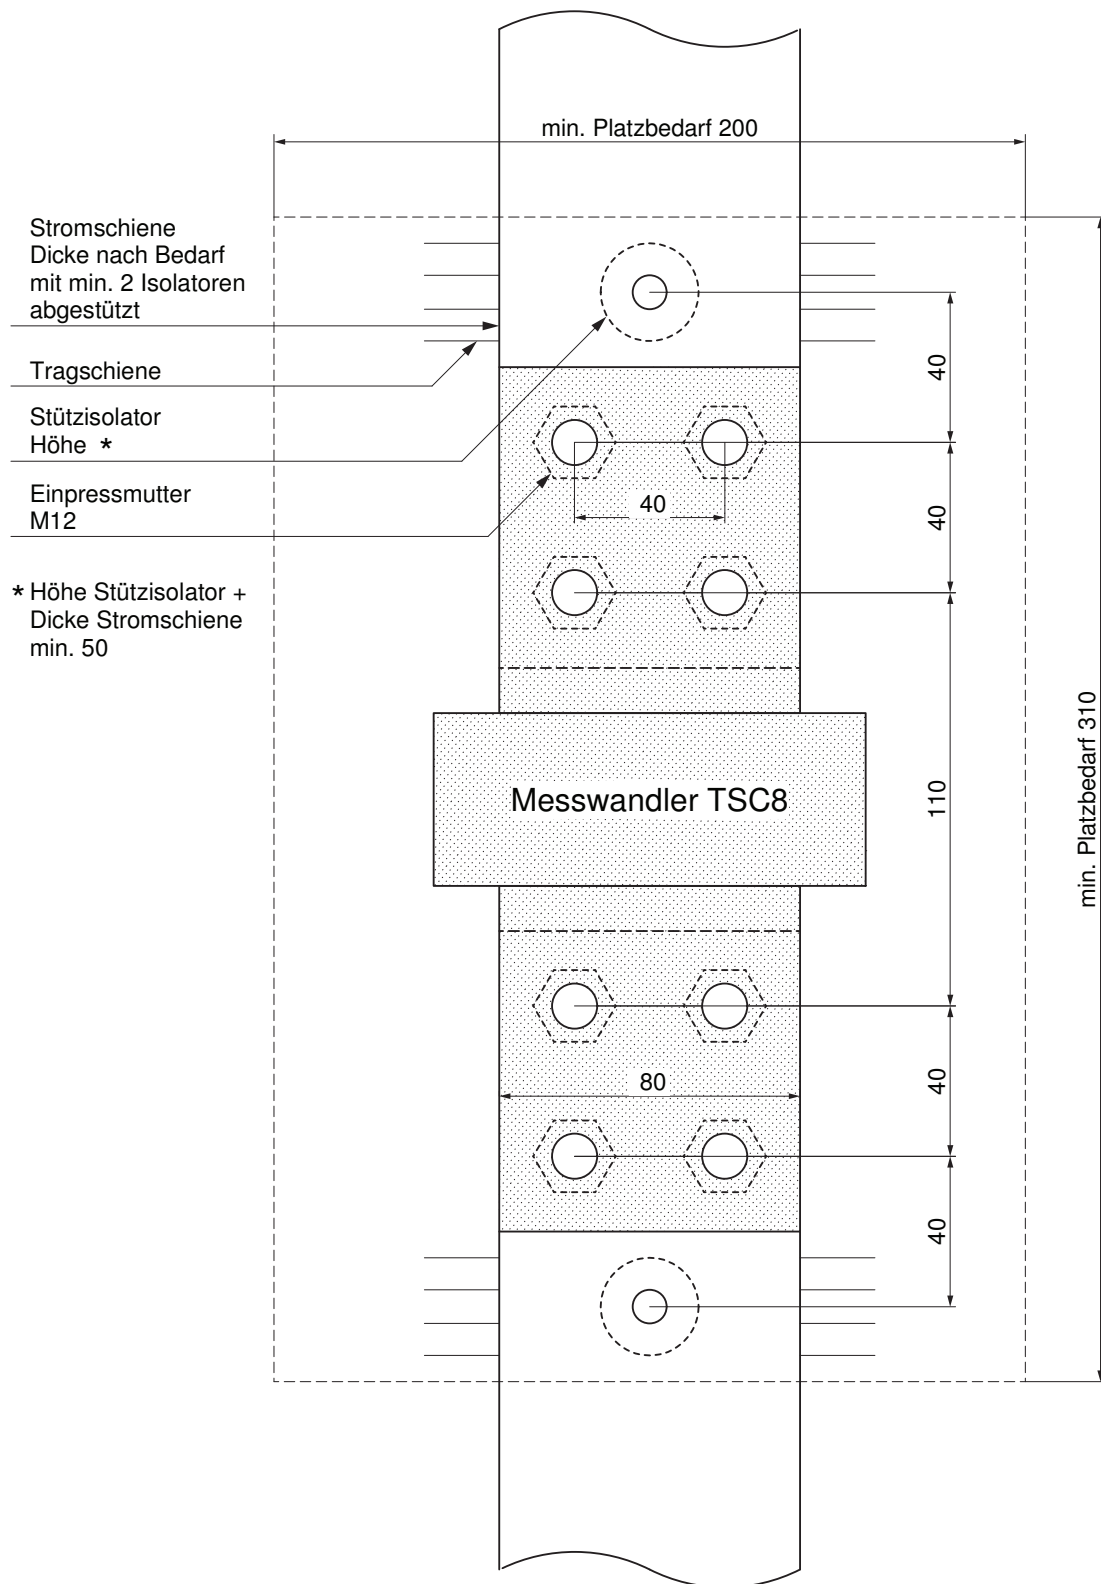 min. Platzbedarf 200
Stromschiene
Dicke nach Bedarf
mit min. 2 Isolatoren
abgestützt
Tragschiene
Stützisolator
Höhe *
Einpressmutter
M12
* Höhe Stützisolator +
Dicke Stromschiene
min. 50
40
40
40
110
min. Platzbedarf 310
Messwandler TSC8
80
40
40